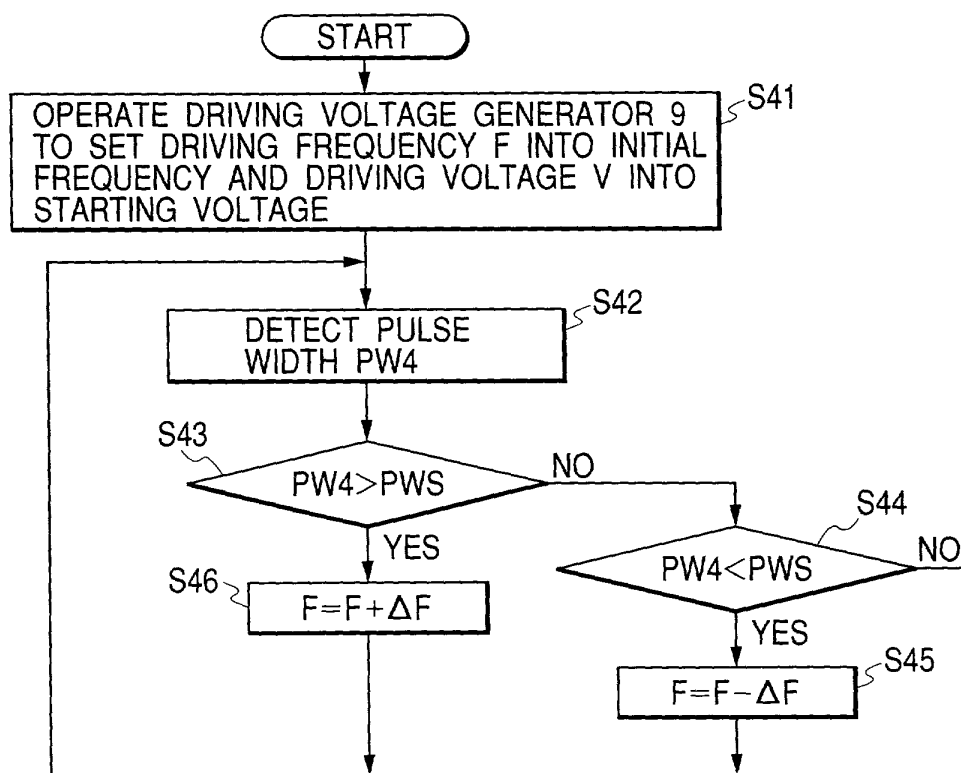 START
S41
OPERATE DRIVING VOLTAGE GENERATOR 9
TO SET DRIVING FREQUENCY F INTO INITIAL
FREQUENCY AND DRIVING VOLTAGE V INTO
STARTING VOLTAGE
S42
DETECT PULSE
WIDTH PW4
S43
PW4>PWS
NO
YES
S44
PW4<PWS
NO
YES
S46
F=F+ΔF
S45
F=F-ΔF